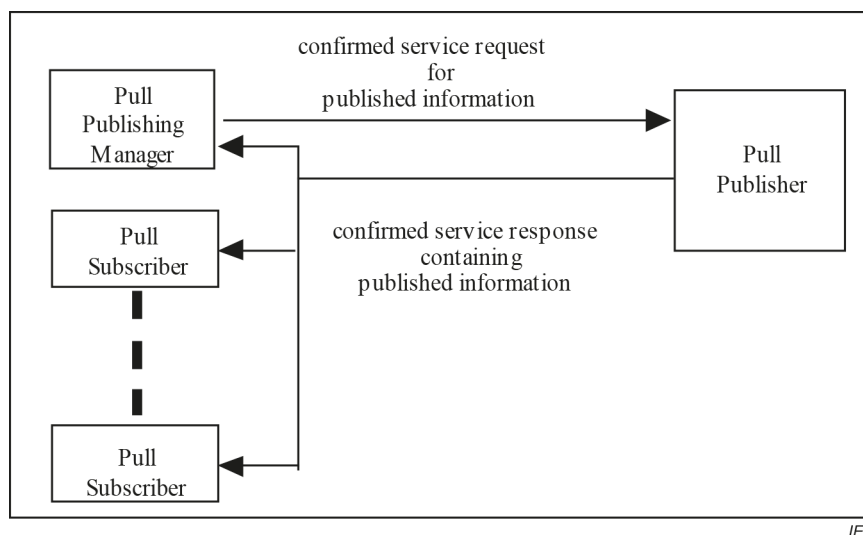 confirmed service request
for
published information
Pull
Publishing
Manager
Pull
Publisher
Pull
Subscriber
confirmed service response
containing
published information
Pull
Subscriber